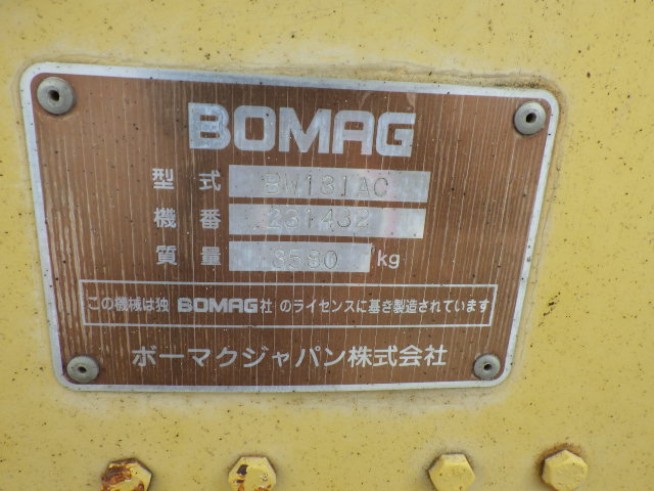 BOMAG
型式 BW131AC
機番 231432
質量 3580 kg
この機械は独 BOMAG社 のライセンスに基き製造されています
ボーマクジャパン株式会社